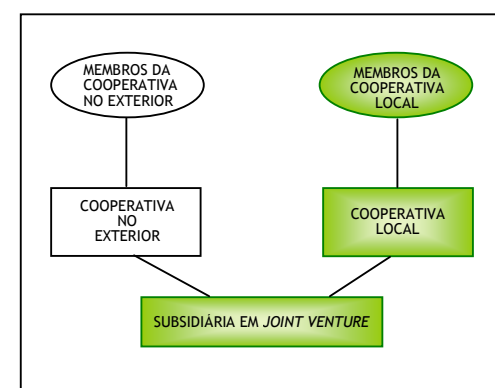 MEMBROS DA
COOPERATIVA
NO EXTERIOR
MEMBROS DA
COOPERATIVA
LOCAL
COOPERATIVA
NO
EXTERIOR
COOPERATIVA
LOCAL
SUBSIDIÁRIA EM JOINT VENTURE